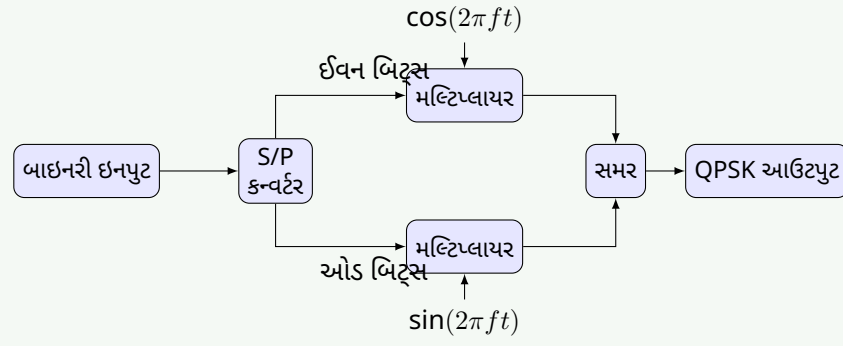 cos(2πft)
ઈવન બિટ્સ
મલ્ટિપ્લાયર
બાઇનરી ઇનપુટ
S/P
કન્વર્ટર
સમર
QPSK આઉટપુટ
મલ્ટિપ્લાયર
ઓડ બિટ્સ
sin(2πft)